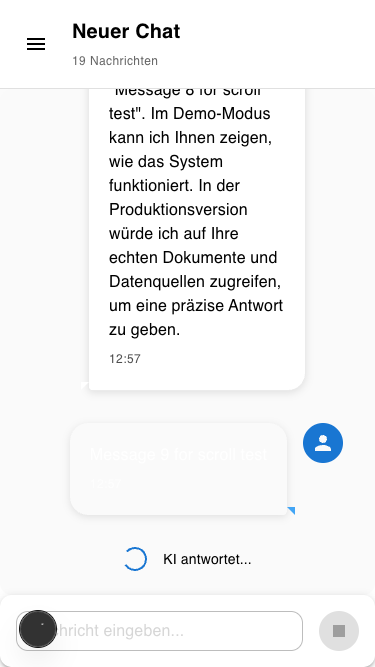 Neuer Chat
19 Nachrichten
"Message 8 for scroll
test". Im Demo-Modus
kann ich Ihnen zeigen,
wie das System
funktioniert. In der
Produktionsversion
würde ich auf Ihre
echten Dokumente und
Datenquellen zugreifen,
um eine präzise Antwort
zu geben.
12:57
Message 9 for scroll test
12:57
KI antwortet...
hricht eingeben...